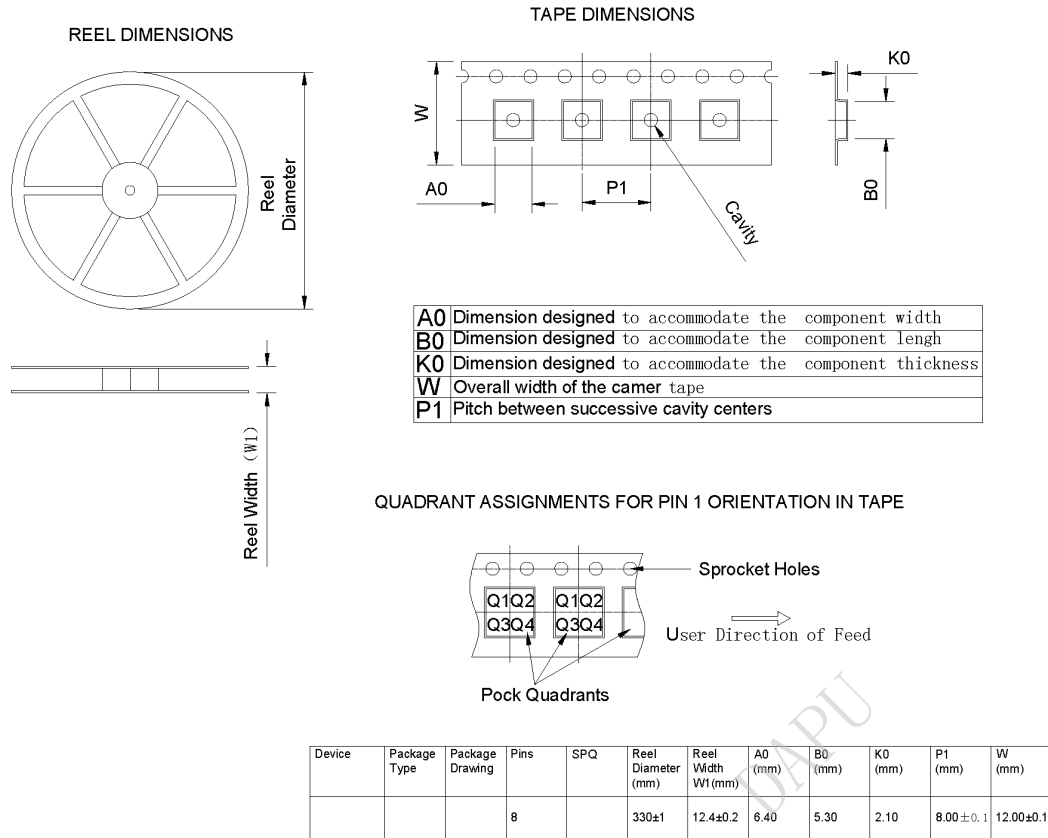 REEL DIMENSIONS
TAPE DIMENSIONS
Reel
Diameter
Reel Width (W1)
W
A0
P1
Cavity
K0
B0
A0 Dimension designed to accommodate the component width
B0 Dimension designed to accommodate the component lengh
K0 Dimension designed to accommodate the component thickness
W Overall width of the camer tape
P1 Pitch between successive cavity centers
QUADRANT ASSIGNMENTS FOR PIN 1 ORIENTATION IN TAPE
Sprocket Holes
Q1Q2 Q1Q2
Q3Q4 Q3Q4
User Direction of Feed
Pock Quadrants
DAPU
Device Package Type Package Drawing Pins SPQ Reel Diameter (mm) Reel Width W1(mm) A0 (mm) B0 (mm) K0 (mm) P1 (mm) W (mm)
8 330±1 12.4±0.2 6.40 5.30 2.10 8.00±0.1 12.00±0.1